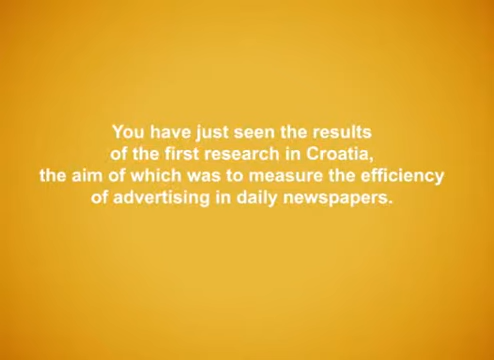 You have just seen the results
of the first research in Croatia,
the aim of which was to measure the efficiency
of advertising in daily newspapers.